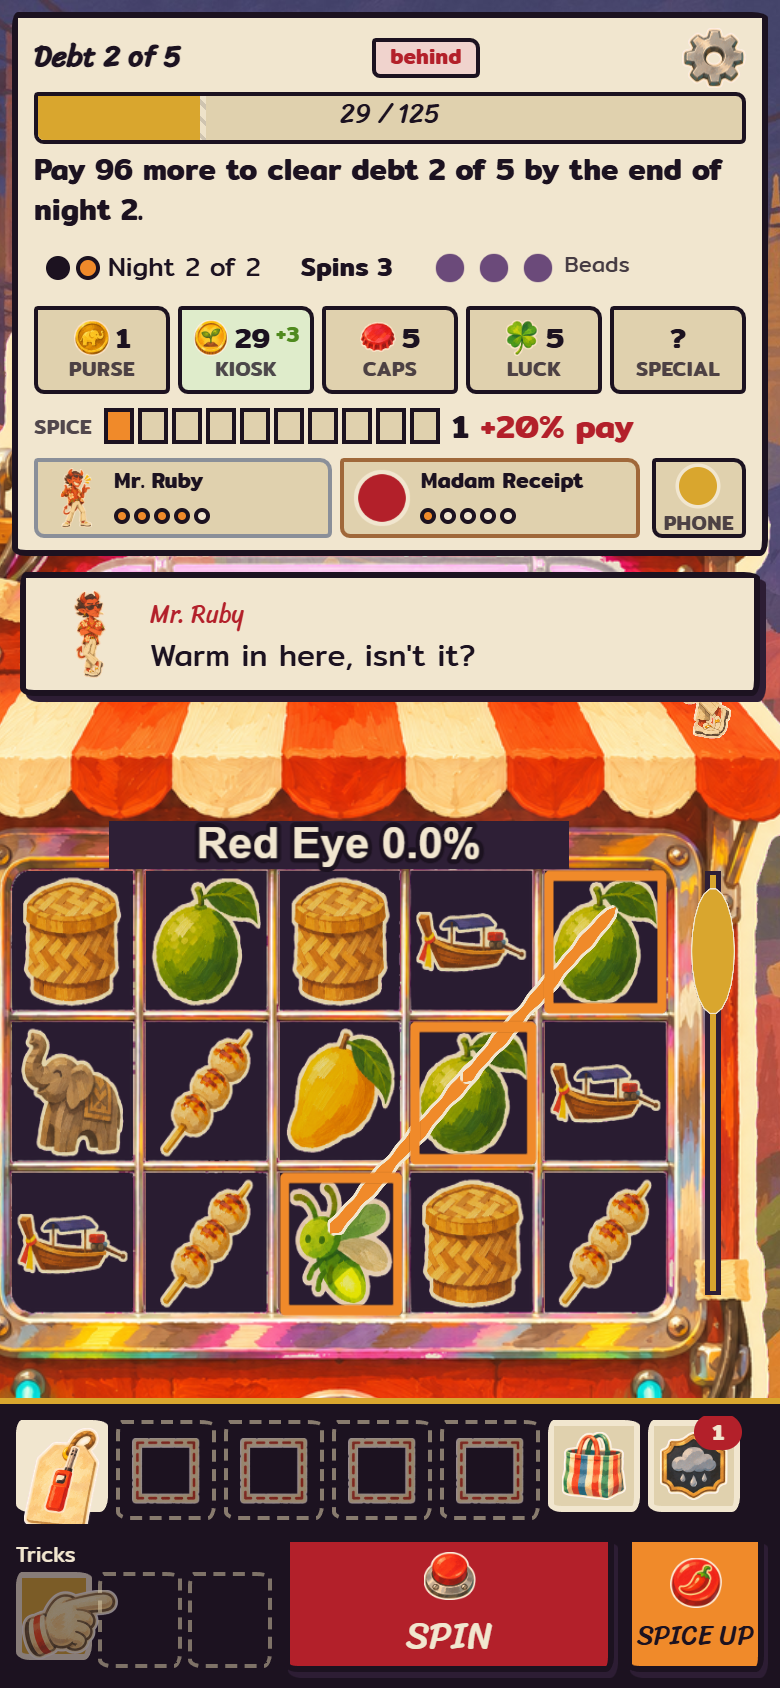 Debt 2 of 5
behind
29 / 125
Pay 96 more to clear debt 2 of 5 by the end of
night 2.
Night 2 of 2 Spins 3 Beads
1 29 +3 5 5 ?
PURSE KIOSK CAPS LUCK SPECIAL
SPICE 1 +20% pay
Mr. Ruby Madam Receipt
PHONE
Mr. Ruby
Warm in here, isn't it?
Red Eye 0.0%
1
Tricks
SPIN
SPICE UP